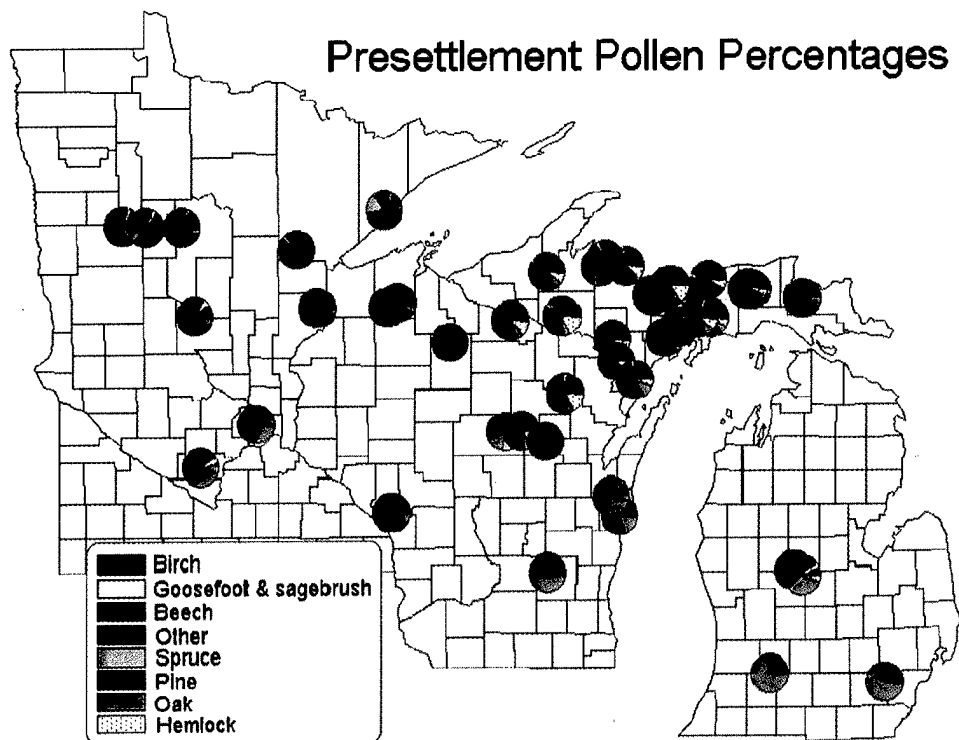 Presettlement Pollen Percentages
Birch
Goosefoot & sagebrush
Beech
Other
Spruce
Pine
Oak
Hemlock